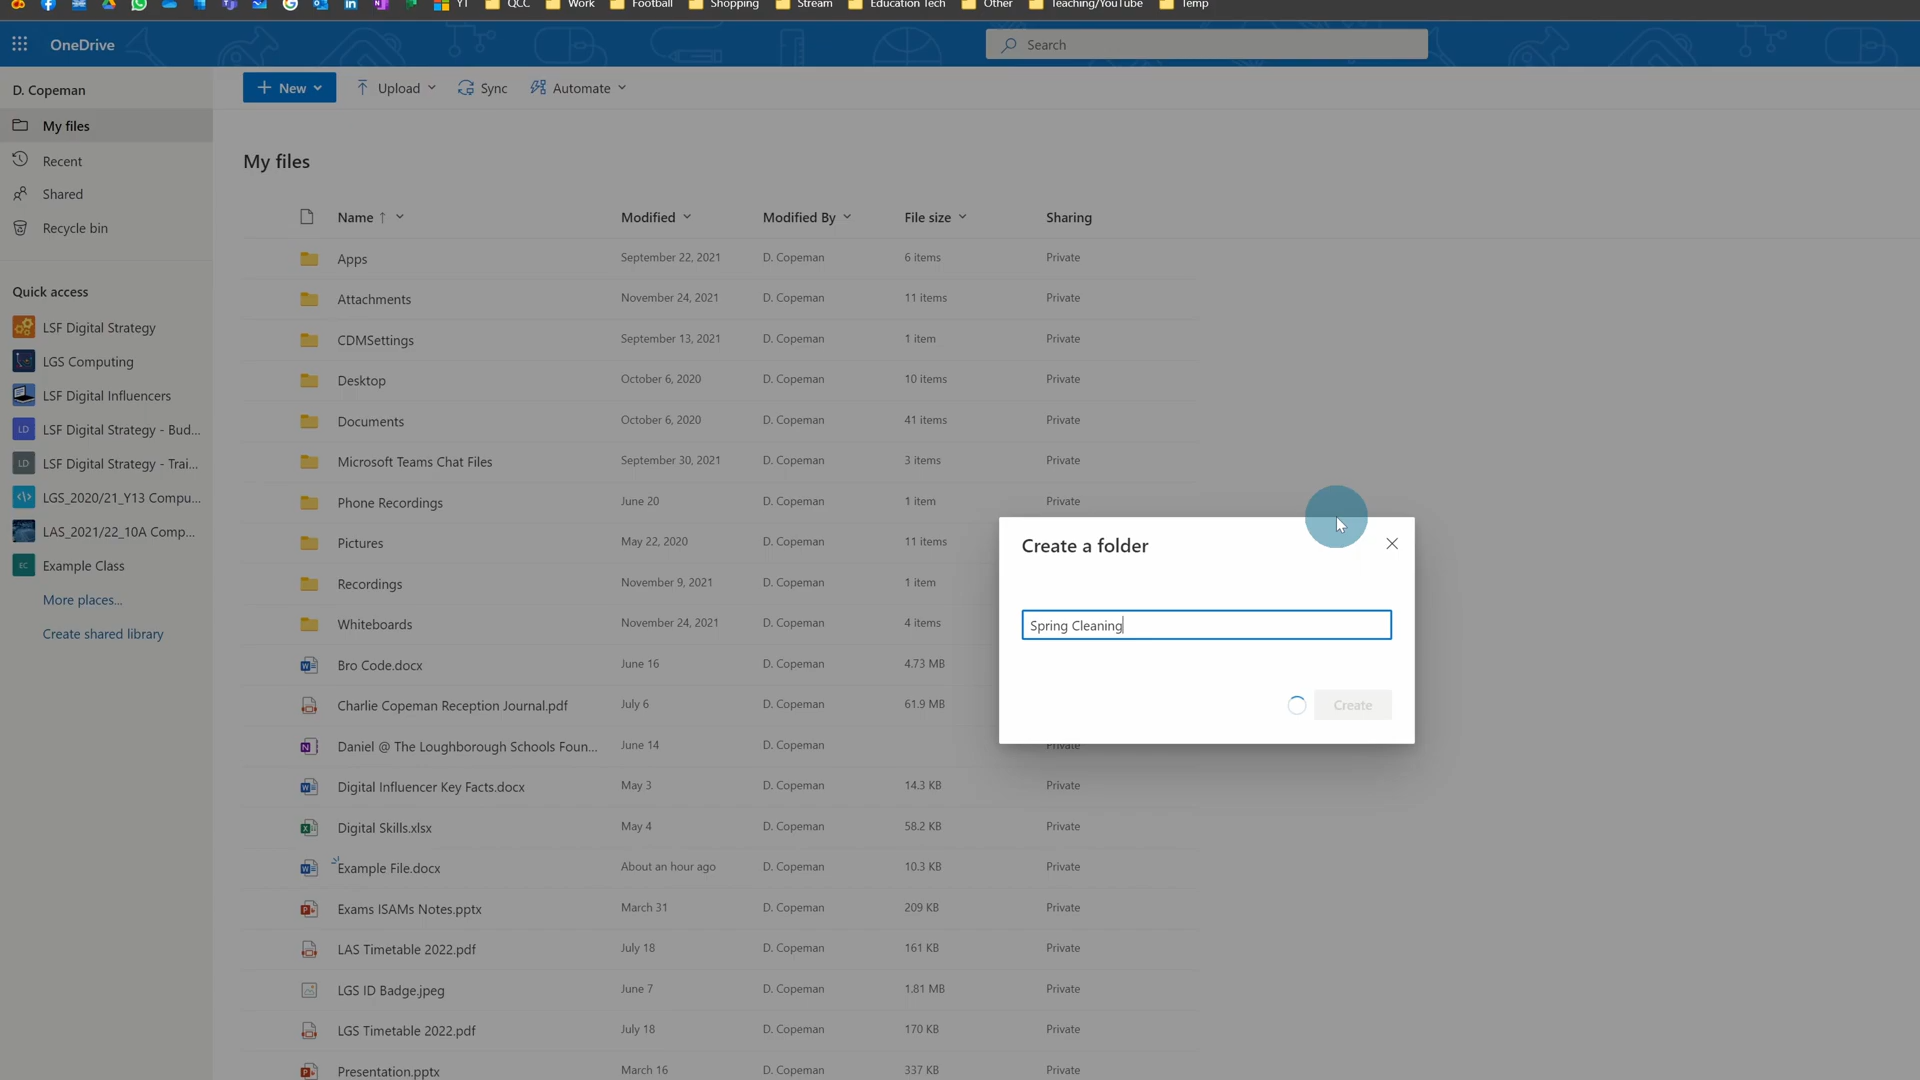 YT QCC Work Football Shopping Stream Education Tech Other Teaching/YouTube Temp
OneDrive
Search
D. Copeman
New Upload Sync Automate
My files
Recent
Shared
Recycle bin
Quick access
LSF Digital Strategy
LGS Computing
LSF Digital Influencers
LD LSF Digital Strategy - Bud...
LD LSF Digital Strategy - Trai...
LGS_2020/21_Y13 Compu...
LAS_2021/22_10A Comp...
EC Example Class
More places...
Create shared library
My files
Name Modified Modified By File size Sharing
Apps September 22, 2021 D. Copeman 6 items Private
Attachments November 24, 2021 D. Copeman 11 items Private
CDMSettings September 13, 2021 D. Copeman 1 item Private
Desktop October 6, 2020 D. Copeman 10 items Private
Documents October 6, 2020 D. Copeman 41 items Private
Microsoft Teams Chat Files September 30, 2021 D. Copeman 3 items Private
Phone Recordings June 20 D. Copeman 1 item Private
Pictures May 22, 2020 D. Copeman 11 items
Recordings November 9, 2021 D. Copeman 1 item
Whiteboards November 24, 2021 D. Copeman 4 items
Bro Code.docx June 16 D. Copeman 4.73 MB
Charlie Copeman Reception Journal.pdf July 6 D. Copeman 61.9 MB
Daniel @ The Loughborough Schools Foun... June 14 D. Copeman Private
Digital Influencer Key Facts.docx May 3 D. Copeman 14.3 KB Private
Digital Skills.xlsx May 4 D. Copeman 58.2 KB Private
Example File.docx About an hour ago D. Copeman 10.3 KB Private
Exams ISAMs Notes.pptx March 31 D. Copeman 209 KB Private
LAS Timetable 2022.pdf July 18 D. Copeman 161 KB Private
LGS ID Badge.jpeg June 7 D. Copeman 1.81 MB Private
LGS Timetable 2022.pdf July 18 D. Copeman 170 KB Private
Presentation.pptx March 16 D. Copeman 337 KB Private
Create a folder
Spring Cleaning
Create